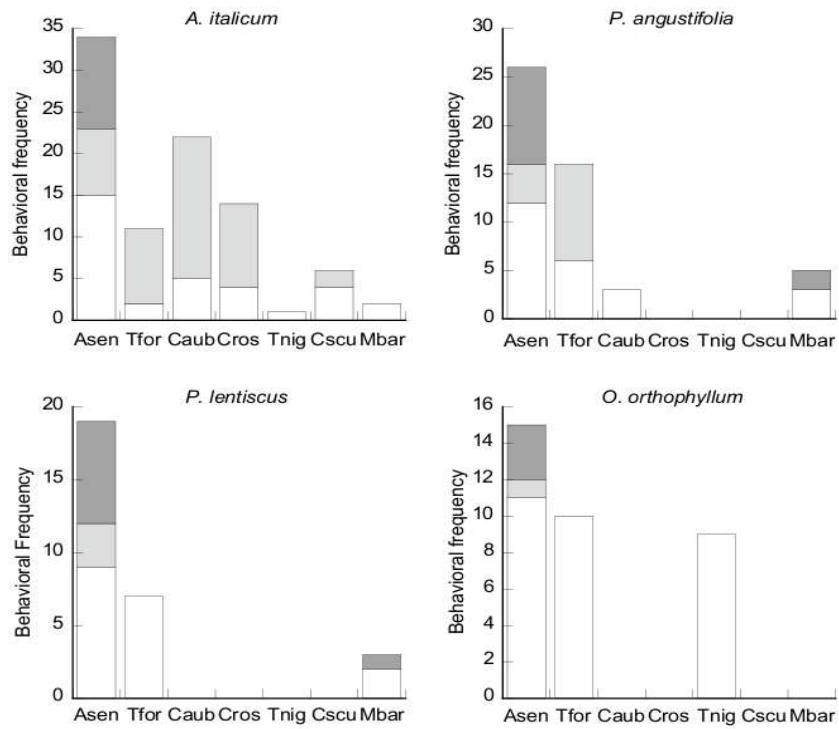 A. italicum
Behavioral frequency
35
30
25
20
15
10
5
0
Asen Tfor Caub Cros Tnig Cscu Mbar
P. angustifolia
Behavioral frequency
30
25
20
15
10
5
0
Asen Tfor Caub Cros Tnig Cscu Mbar
P. lentiscus
Behavioral Frequency
20
15
10
5
0
Asen Tfor Caub Cros Tnig Cscu Mbar
O. orthophyllum
Behavioral frequency
16
14
12
10
8
6
4
2
0
Asen Tfor Caub Cros Tnig Cscu Mbar